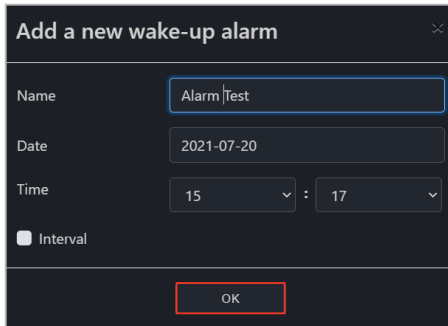 Add a new wake-up alarm
Name Alarm Test
Date 2021-07-20
Time 15 : 17
Interval
OK